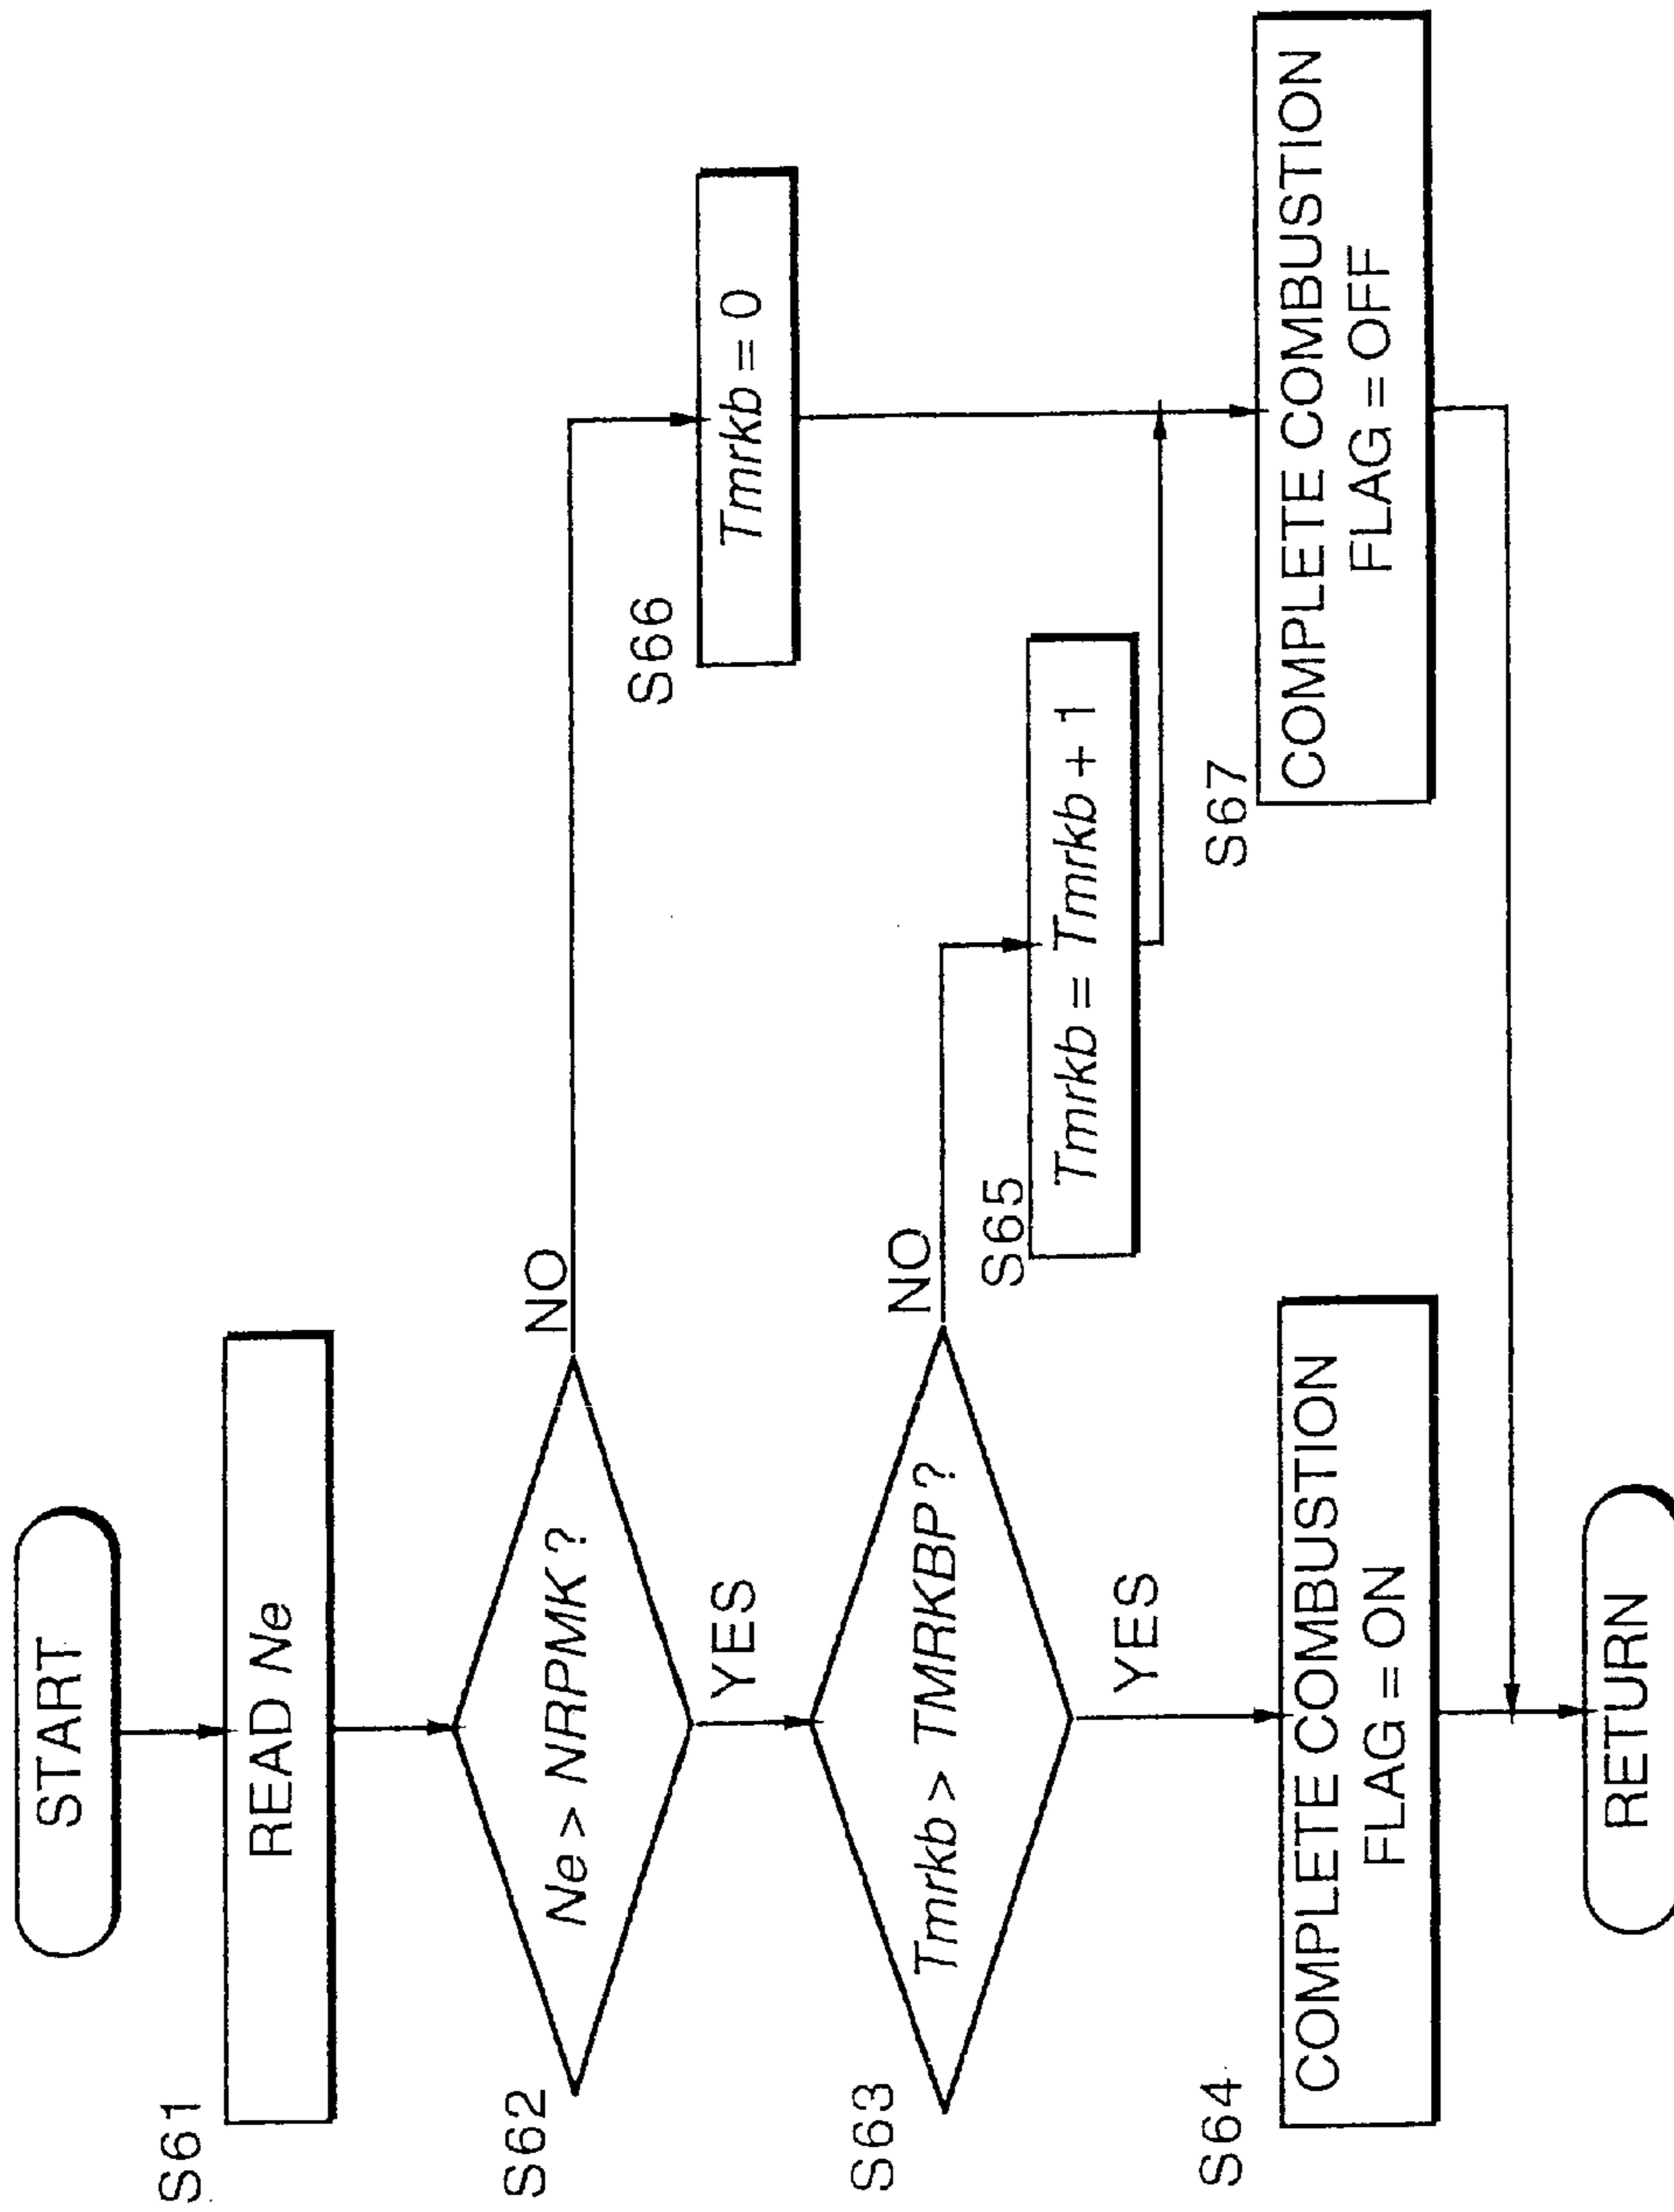 START
S61
READ Ne
S62
Ne > NRPMK ?
NO
YES
S66
Tmrkb = 0
S63
Tmrkb > TMRKBP ?
NO
YES
S65
Tmrkb = Tmrkb + 1
S64
COMPLETE COMBUSTION
FLAG = ON
S67
COMPLETE COMBUSTION
FLAG = OFF
RETURN